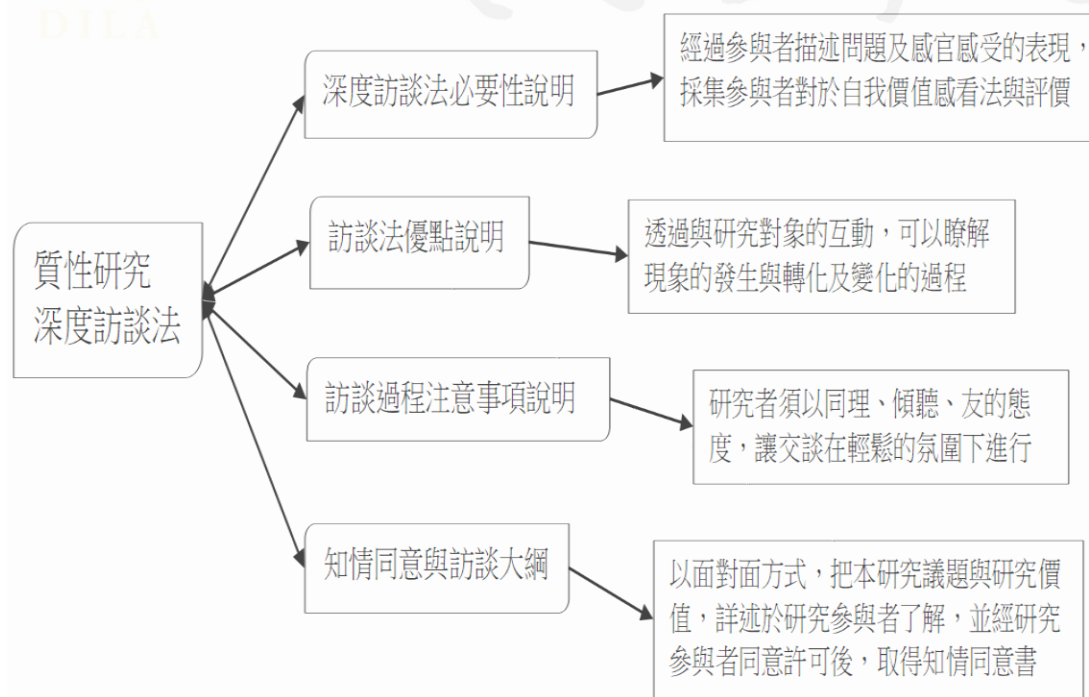 DILA
質性研究
深度訪談法
深度訪談法必要性說明
經過參與者描述問題及感官感受的表現，
採集參與者對於自我價值感看法與評價
訪談法優點說明
透過與研究對象的互動，可以瞭解
現象的發生與轉化及變化的過程
訪談過程注意事項說明
研究者須以同理、傾聽、友的態
度，讓交談在輕鬆的氛圍下進行
知情同意與訪談大綱
以面對面方式，把本研究議題與研究價
值，詳述於研究參與者了解，並經研究
參與者同意許可後，取得知情同意書